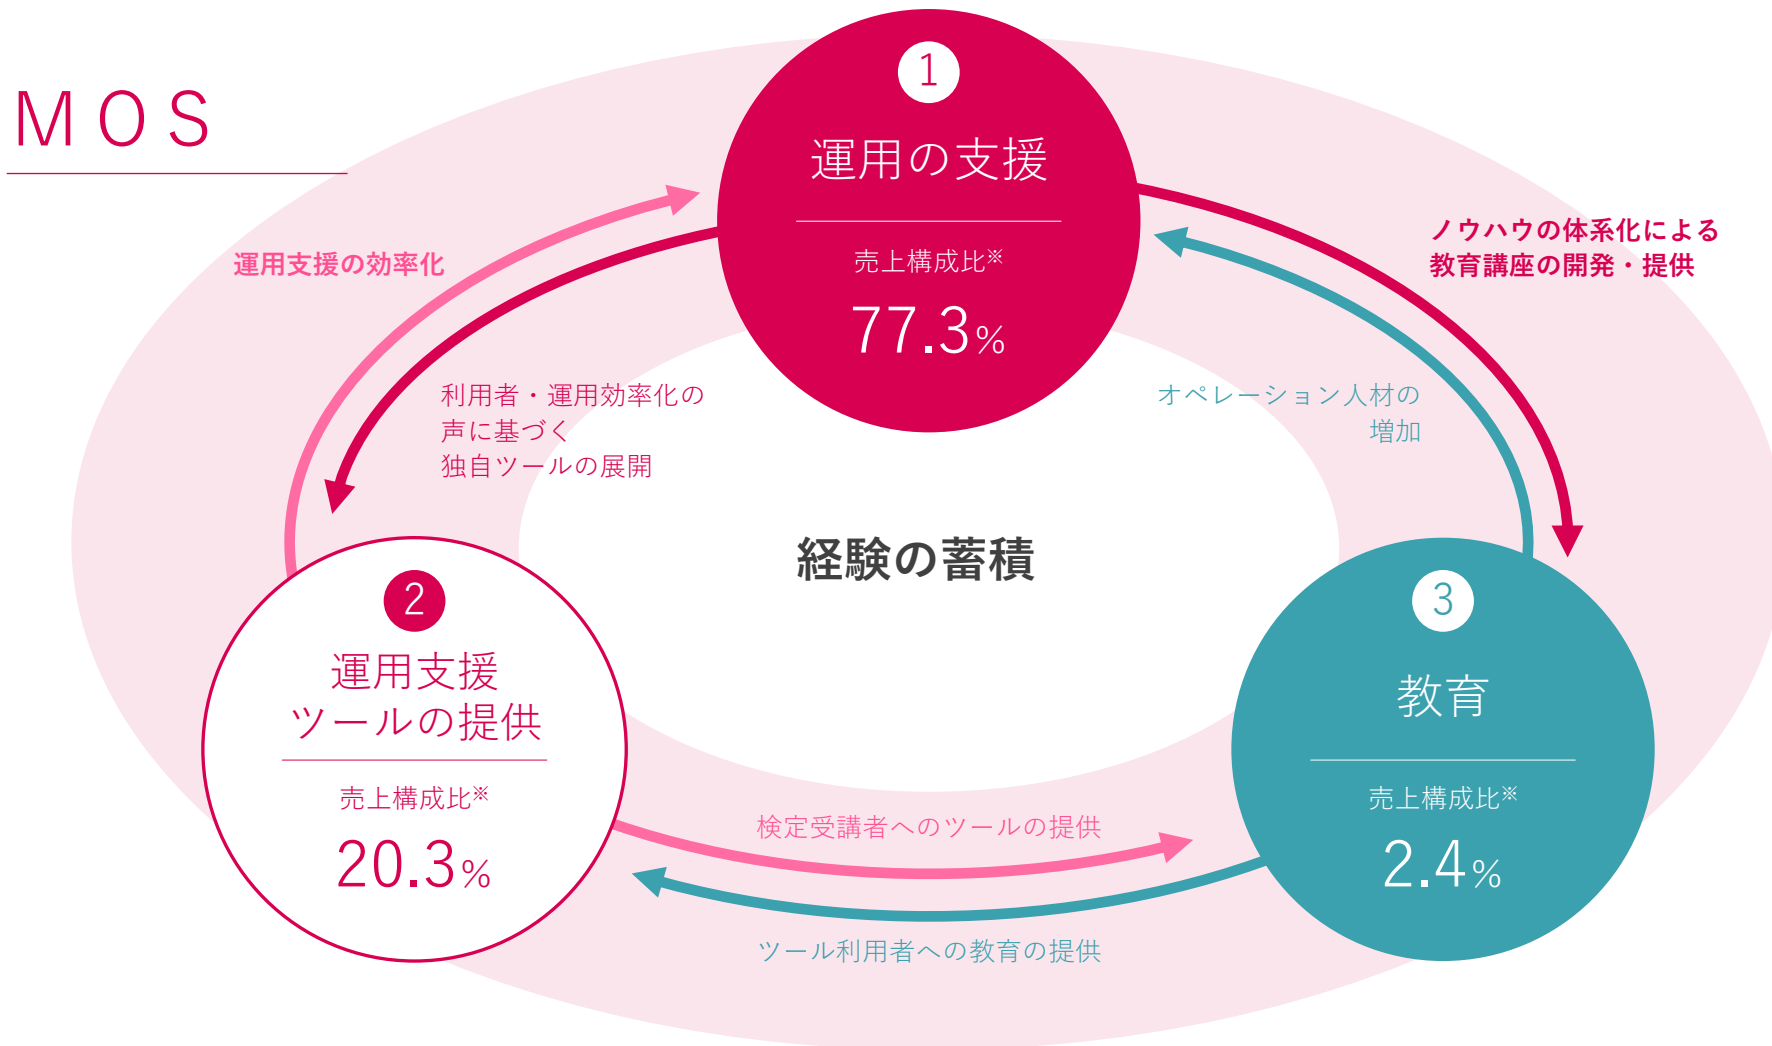 MOS
1
運用の支援
売上構成比※
77.3%
運用支援の効率化
ノウハウの体系化による
教育講座の開発・提供
利用者・運用効率化の
声に基づく
独自ツールの展開
オペレーション人材の
増加
経験の蓄積
2
運用支援
ツールの提供
売上構成比※
20.3%
3
教育
売上構成比※
2.4%
検定受講者へのツールの提供
ツール利用者への教育の提供